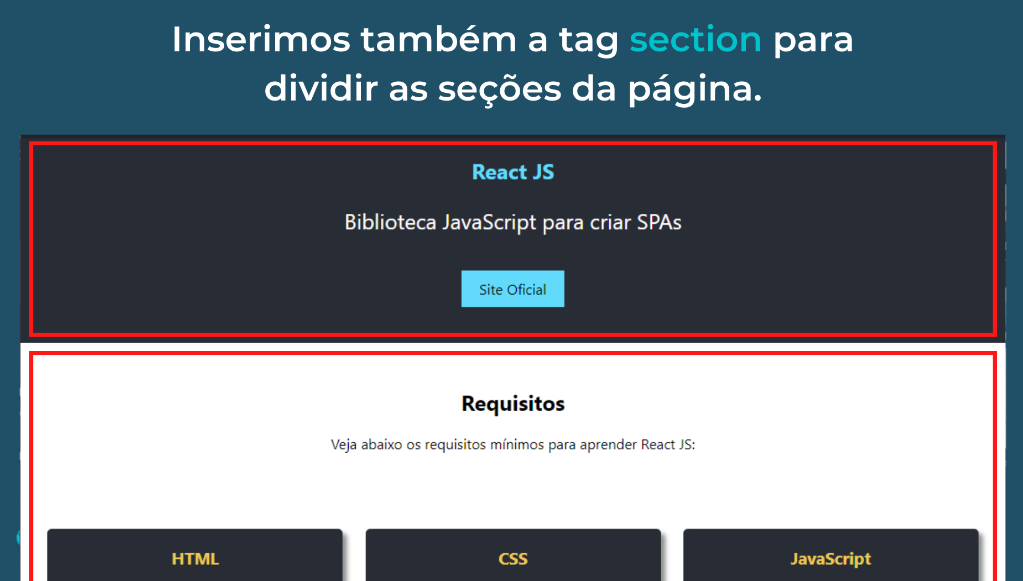 Inserimos também a tag section para
dividir as seções da página.
React JS
Biblioteca JavaScript para criar SPAs
Site Oficial
Requisitos
Veja abaixo os requisitos mínimos para aprender React JS:
HTML
CSS
JavaScript